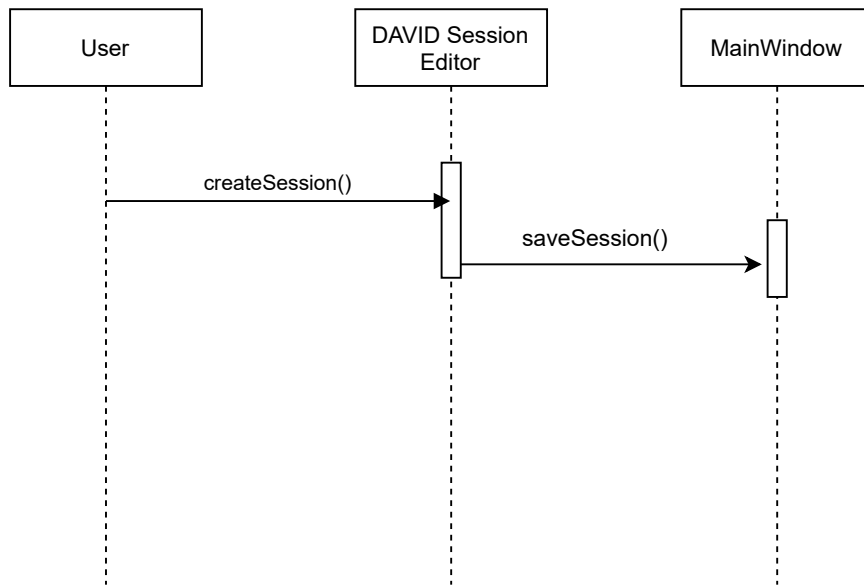 User
DAVID Session
Editor
MainWindow
createSession()
saveSession()